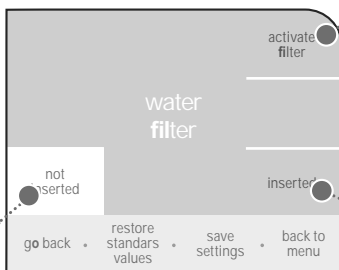 activate
filter
water
filter
not
inserted
inserted
go back • restore standars values • save settings • back to menu